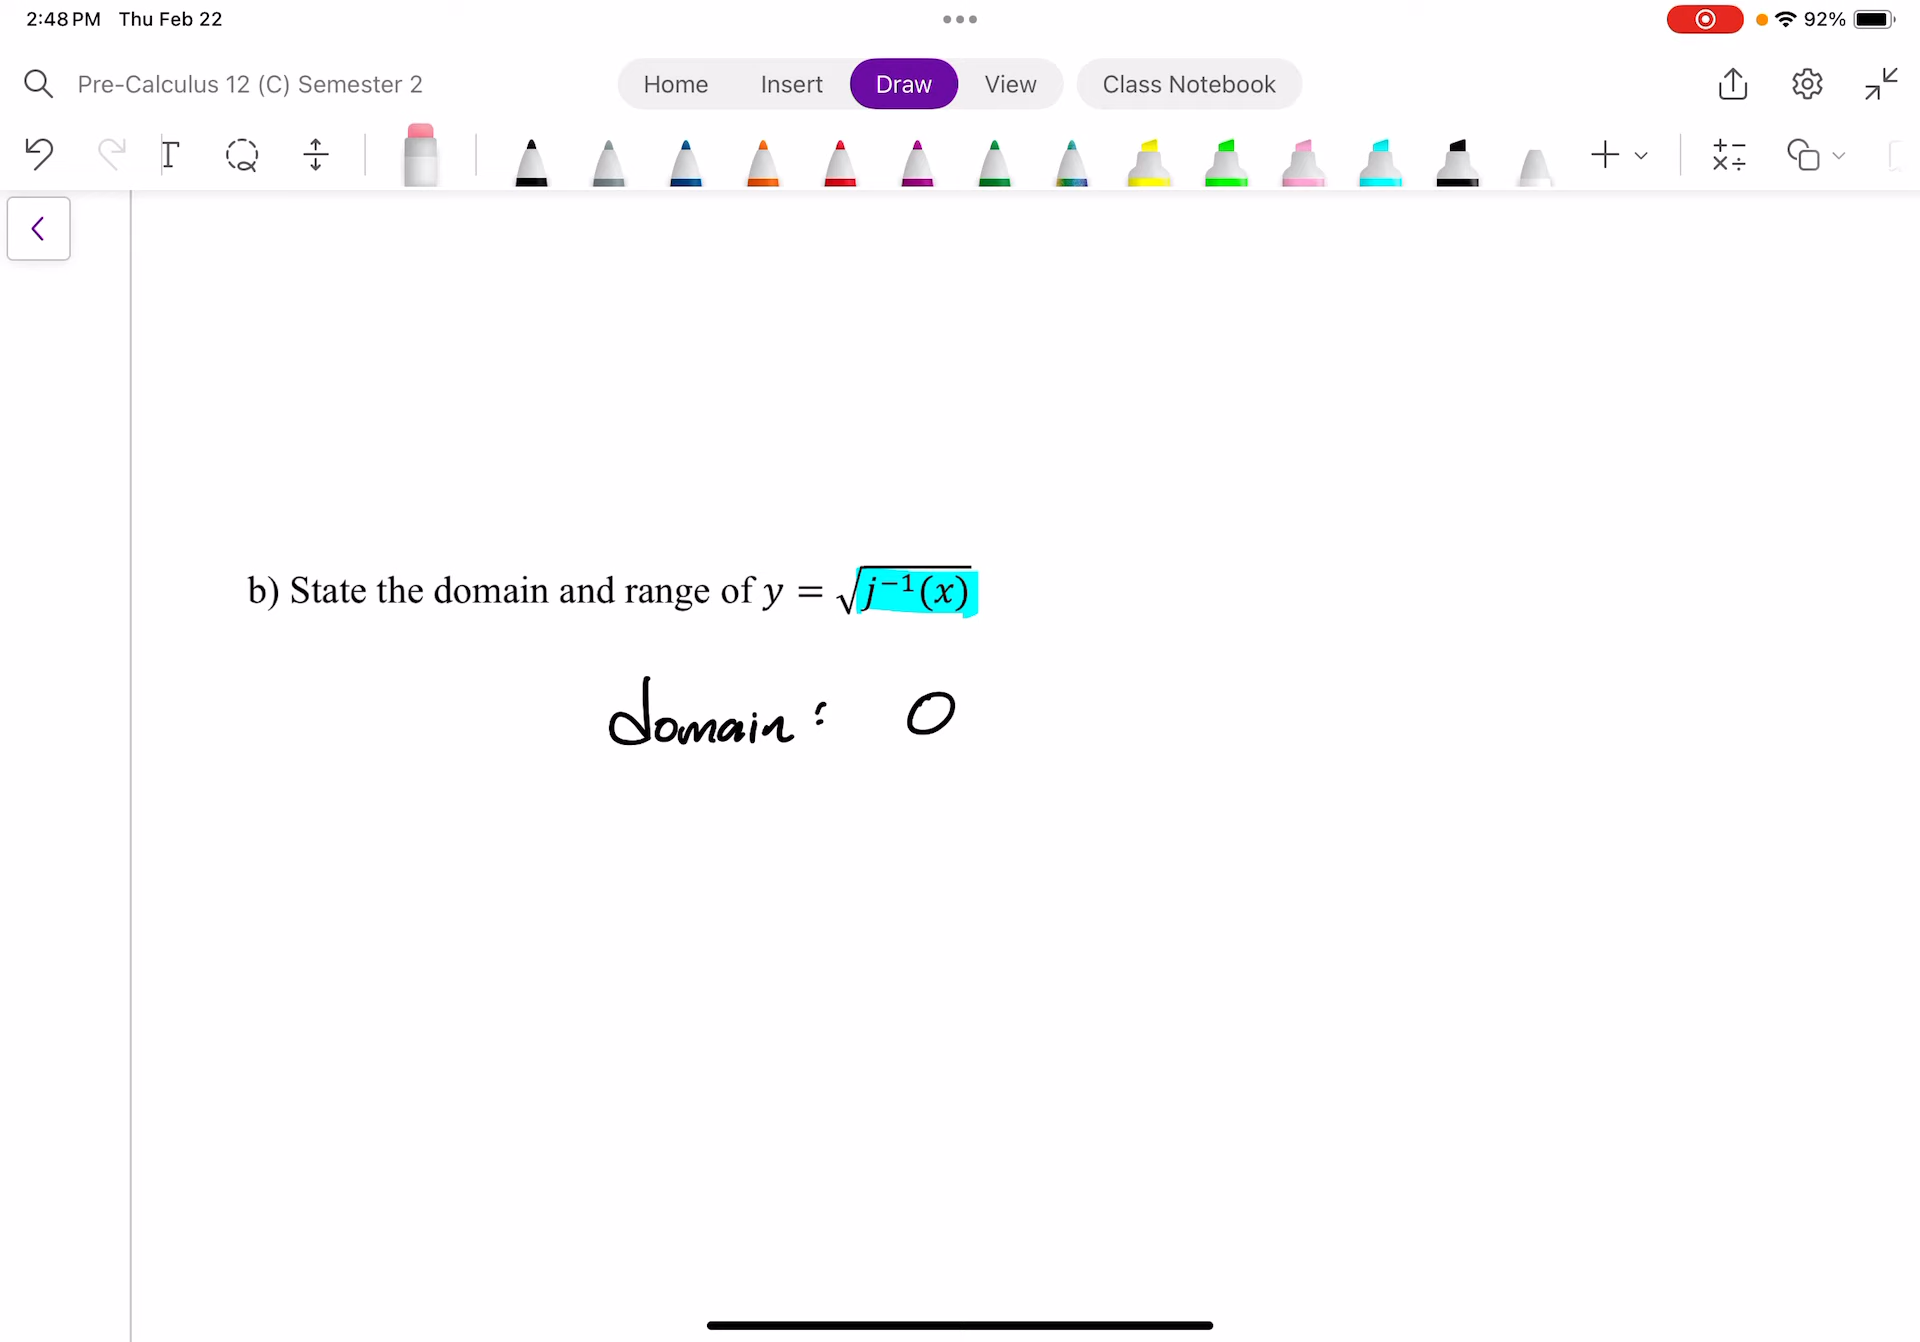 2:48 PM Thu Feb 22
92%
Pre-Calculus 12 (C) Semester 2
Home Insert Draw View Class Notebook
b) State the domain and range of y = √j⁻¹(x)
domain: 0